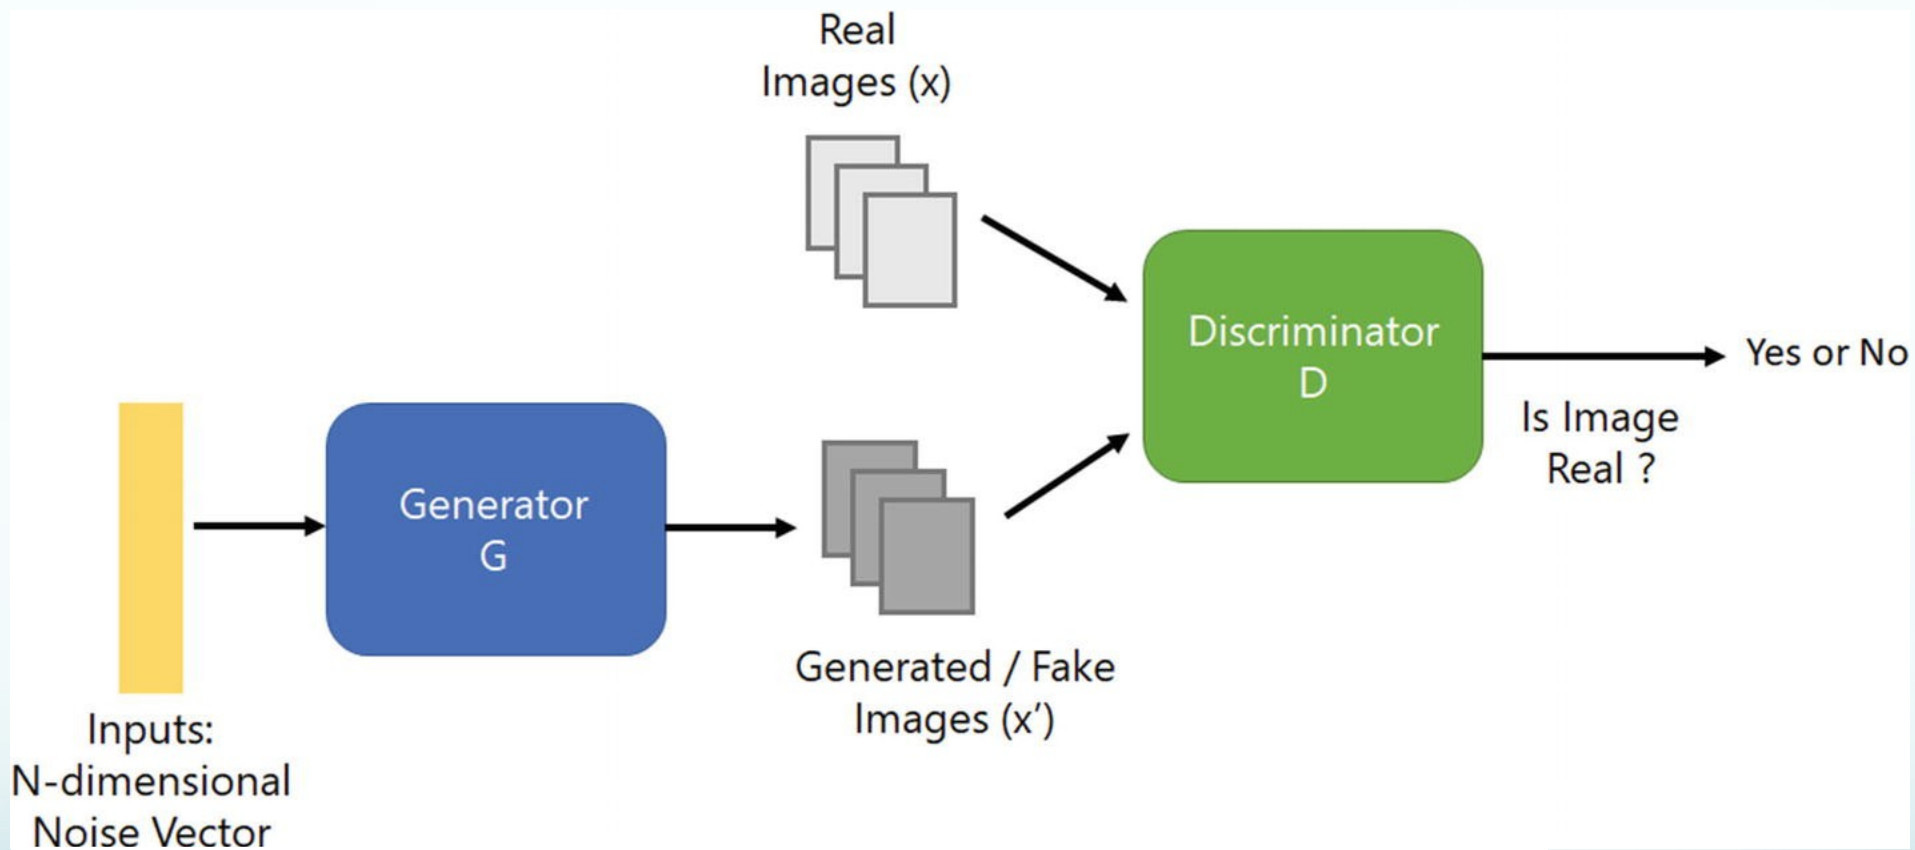 Real
Images (x)
Discriminator
D
Yes or No
Is Image
Real ?
Generator
G
Generated / Fake
Images (x’)
Inputs:
N-dimensional
Noise Vector